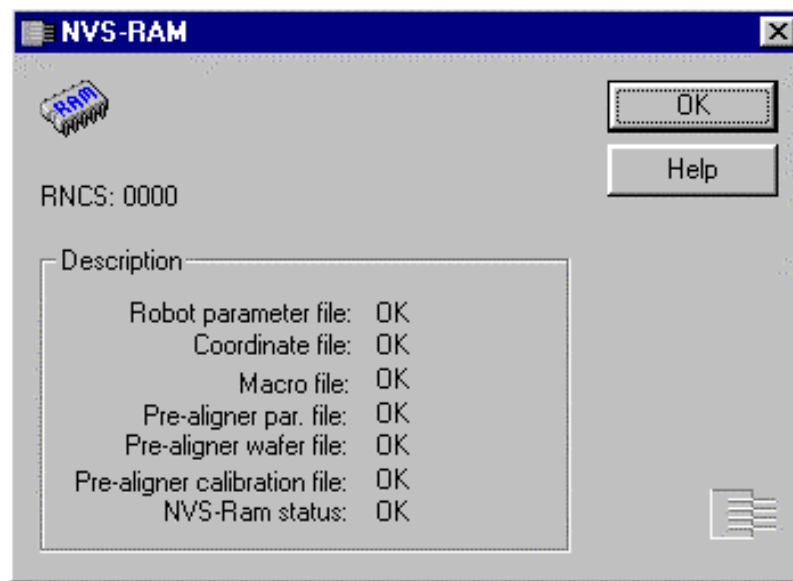 NVS-RAM
RAM
OK
Help
RNCS: 0000
Description
Robot parameter file: OK
Coordinate file: OK
Macro file: OK
Pre-aligner par. file: OK
Pre-aligner wafer file: OK
Pre-aligner calibration file: OK
NVS-Ram status: OK